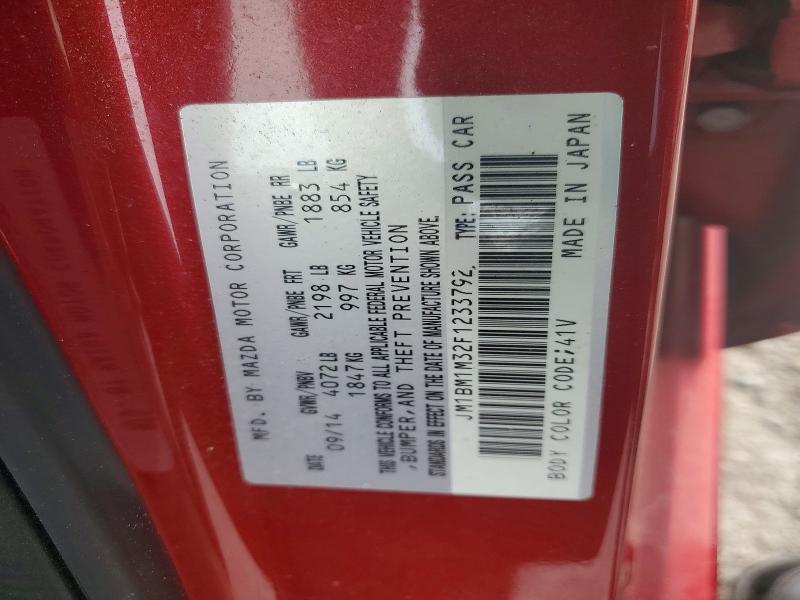 MFD. BY MAZDA MOTOR CORPORATION
GVWR/PNBV GAWR/PNBE FRT GAWR/PNBE RR
DATE 09/14 4072LB 2198 LB 1883 LB
1847KG 997 KG 854 KG
THIS VEHICLE CONFORMS TO ALL APPLICABLE FEDERAL MOTOR VEHICLE SAFETY
,BUMPER,AND THEFT PREVENTION
STANDARDS IN EFFECT ON THE DATE OF MANUFACTURE SHOWN ABOVE.
JM1BM1M32F1233792 TYPE: PASS CAR
BODY COLOR CODE;41V MADE IN JAPAN